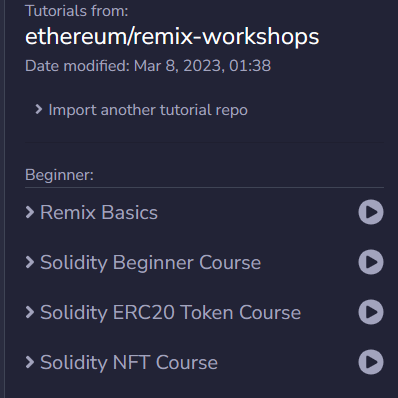 Tutorials from:
ethereum/remix-workshops
Date modified: Mar 8, 2023, 01:38
Import another tutorial repo
Beginner:
Remix Basics
Solidity Beginner Course
Solidity ERC20 Token Course
Solidity NFT Course